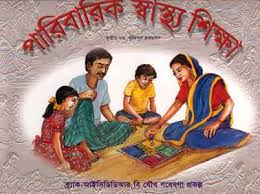 পারিবারিক স্বাস্থ্য শিক্ষা
ব্র্যাক-আইসিডিডিআর,বি যৌথ গবেষণা প্রকল্প